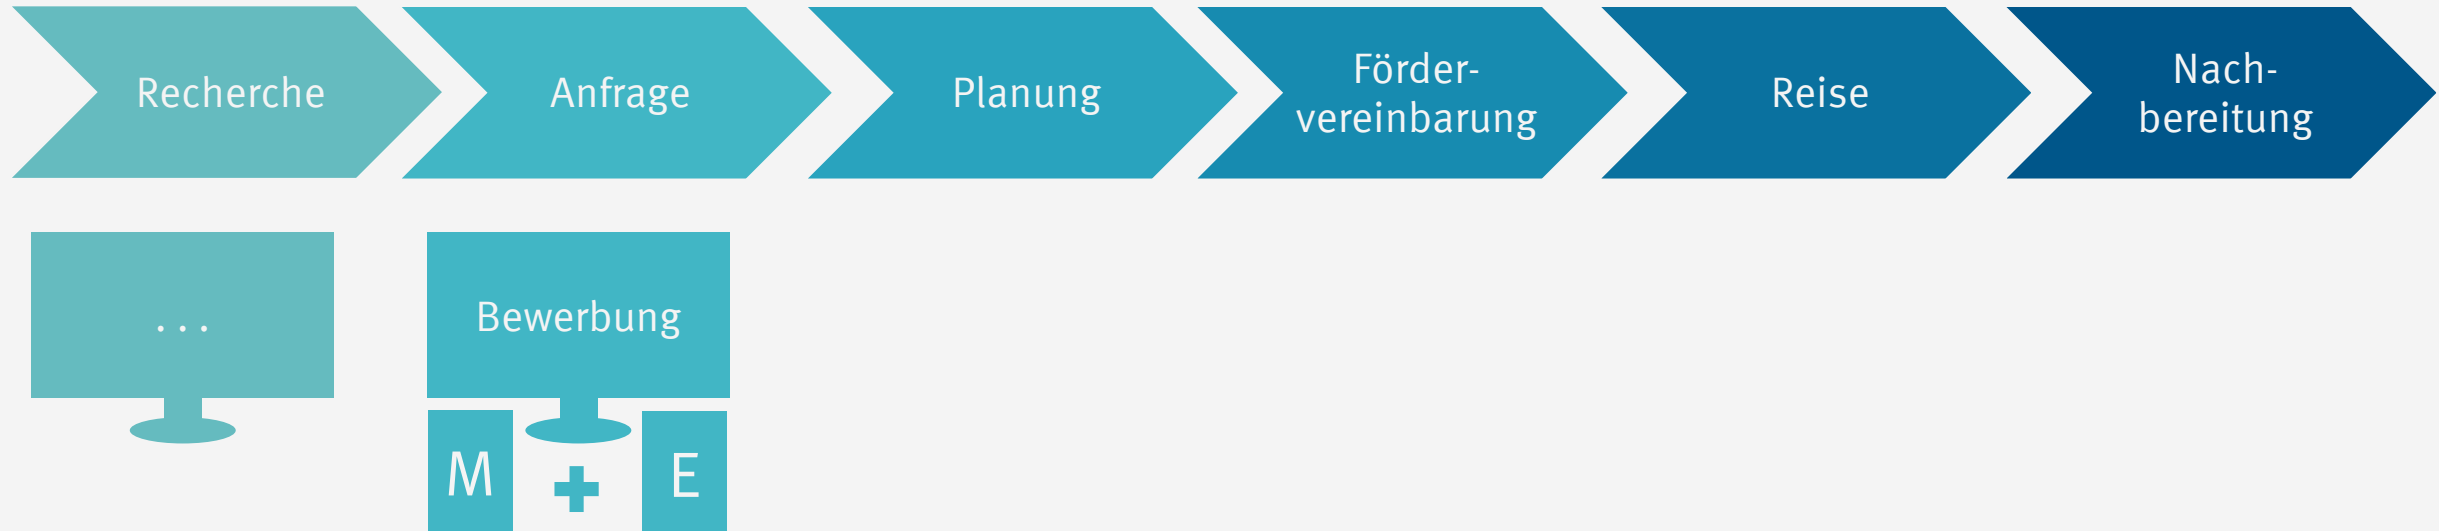 Recherche
Anfrage
Planung
Förder-
vereinbarung
Reise
Nach-
bereitung
...
Bewerbung
M
E